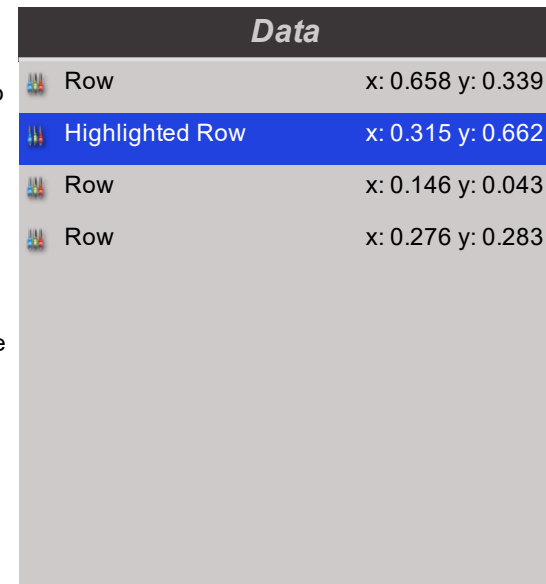 Data
Row x: 0.658 y: 0.339
Highlighted Row x: 0.315 y: 0.662
Row x: 0.146 y: 0.043
Row x: 0.276 y: 0.283